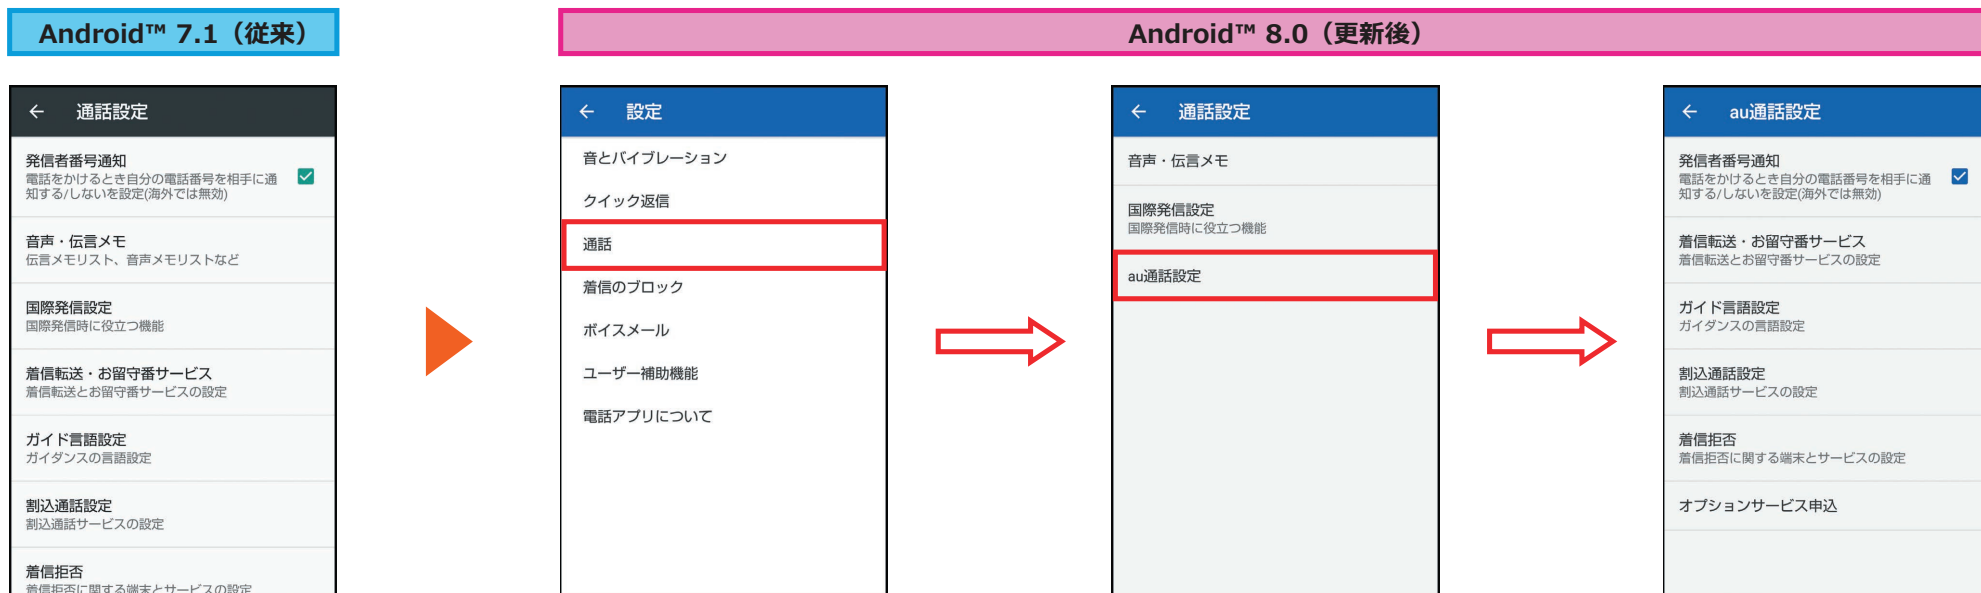 Android™ 7.1（従来）
Android™ 8.0（更新後）
← 通話設定
発信者番号通知
電話をかけるとき自分の電話番号を相手に通
知する/しないを設定(海外では無効)
音声・伝言メモ
伝言メモリスト、音声メモリストなど
国際発信設定
国際発信時に役立つ機能
着信転送・お留守番サービス
着信転送とお留守番サービスの設定
ガイド言語設定
ガイダンスの言語設定
割込通話設定
割込通話サービスの設定
着信拒否
着信拒否に関する端末とサービスの設定
← 設定
音とバイブレーション
クイック返信
通話
着信のブロック
ボイスメール
ユーザー補助機能
電話アプリについて
← 通話設定
音声・伝言メモ
国際発信設定
国際発信時に役立つ機能
au通話設定
← au通話設定
発信者番号通知
電話をかけるとき自分の電話番号を相手に通
知する/しないを設定(海外では無効)
着信転送・お留守番サービス
着信転送とお留守番サービスの設定
ガイド言語設定
ガイダンスの言語設定
割込通話設定
割込通話サービスの設定
着信拒否
着信拒否に関する端末とサービスの設定
オプションサービス申込